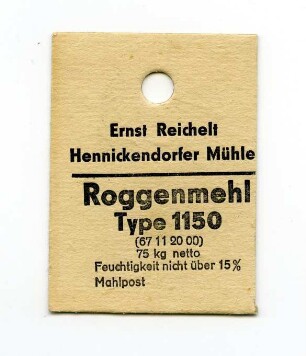 Ernst Reichelt
Hennickendorfer Mühle
Roggenmehl
Type 1150
(67 11 20 00)
75 kg netto
Feuchtigkeit nicht über 15%
Mahlpost